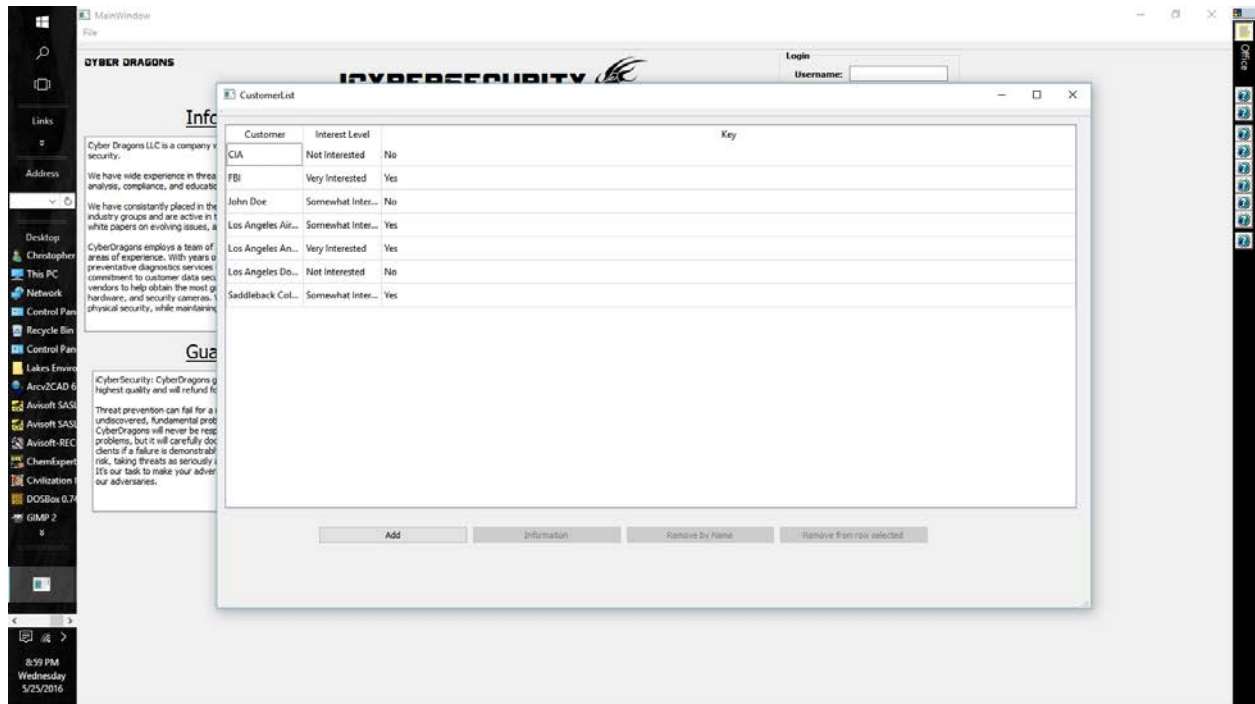 MainWindow
File
CYBER DRAGONS
ICYBERSECURITY
Login
Username:
Info
Cyber Dragons LLC is a company
security.
We have wide experience in threa
analysis, compliance, and educatio
We have consistantly placed in the
industry groups and are active in t
white papers on evolving issues, a
CyberDragons employs a team of
areas of experience. With years o
preventative diagnostics services
commitment to customer data secu
vendors to help obtain the most
hardware, and security cameras.
physical security, while maintaining
Gua
iCyberSecurity: CyberDragons g
highest quality and will refund fo
Threat prevention can fail for a
undiscovered, fundamental prob
CyberDragons will never be resp
problems, but it will carefully doc
clients if a failure is demonstrabl
risk, taking threats as seriously
It's our task to make your adver
our adversaries.
CustomerList
Customer Interest Level Key
CIA Not Interested No
FBI Very Interested Yes
John Doe Somewhat Inter... No
Los Angeles Air... Somewhat Inter... Yes
Los Angeles An... Very Interested Yes
Los Angeles Do... Not Interested No
Saddleback Col... Somewhat Inter... Yes
Add Information Remove by Name Remove from row selected
Links
Address
Desktop
Christopher
This PC
Network
Control Pan
Recycle Bin
Control Pan
Lakes Enviro
Arcv2CAD 6
Avisoft SASL
Avisoft SASL
Avisoft-REC
ChemExpert
Civilization I
DOSBox 0.74
GIMP 2
8:59 PM
Wednesday
5/25/2016
Office